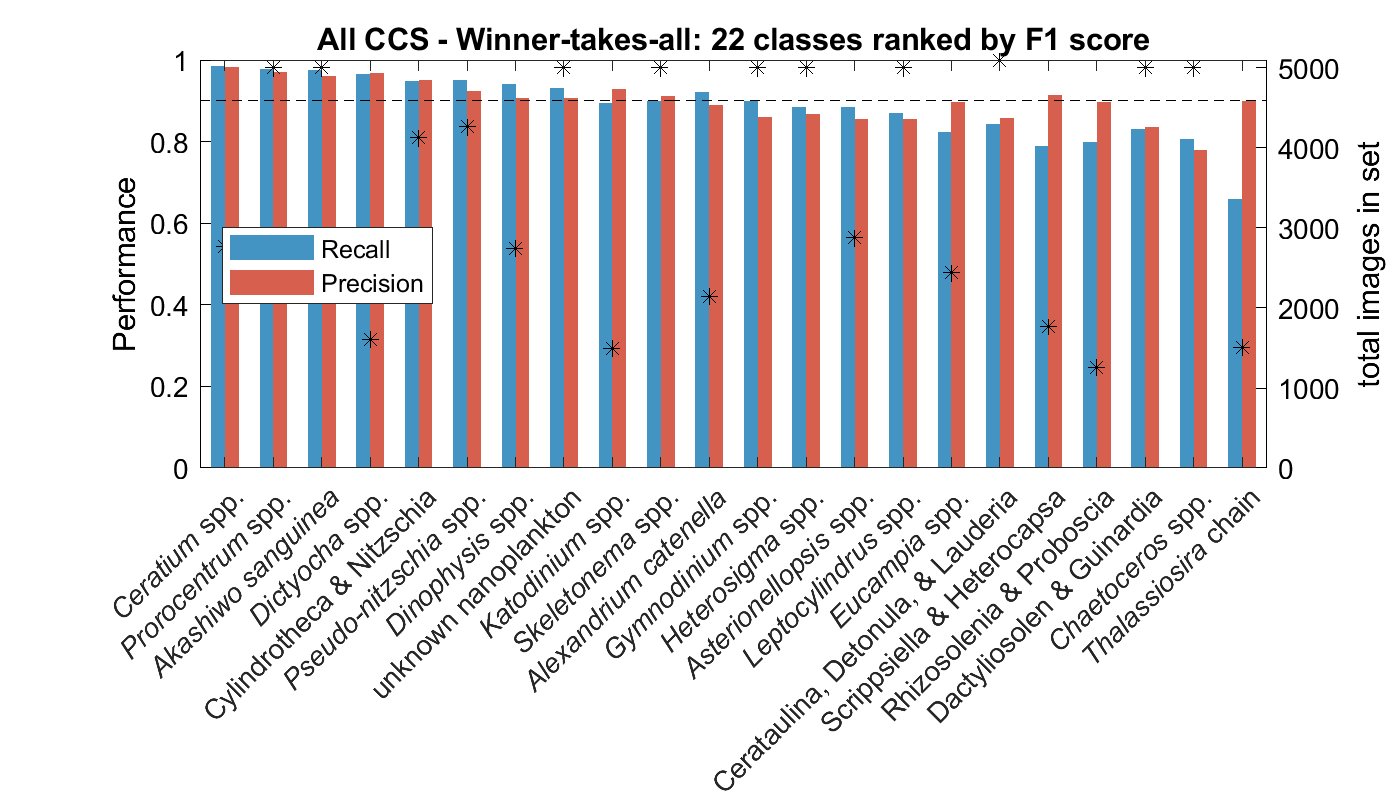 All CCS - Winner-takes-all: 22 classes ranked by F1 score
Performance
1
0.8
0.6
0.4
0.2
0
Recall
Precision
5000
4000
3000
2000
1000
0
total images in set
Ceratium spp.
Prorocentrum spp.
Akashiwo sanguinea
Dictyocha spp.
Cylindrotheca & Nitzschia
Pseudo-nitzschia spp.
Dinophysis spp.
unknown nanoplankton
Katodinium spp.
Skeletonema spp.
Alexandrium catenella
Gymnodinium spp.
Heterosigma spp.
Asterionellopsis spp.
Leptocylindrus spp.
Eucampia spp.
Cerataulina, Detonula, & Lauderia
Scrippsiella & Heterocapsa
Rhizosolenia & Proboscia
Dactyliosolen & Guinardia
Chaetoceros spp.
Thalassiosira chain